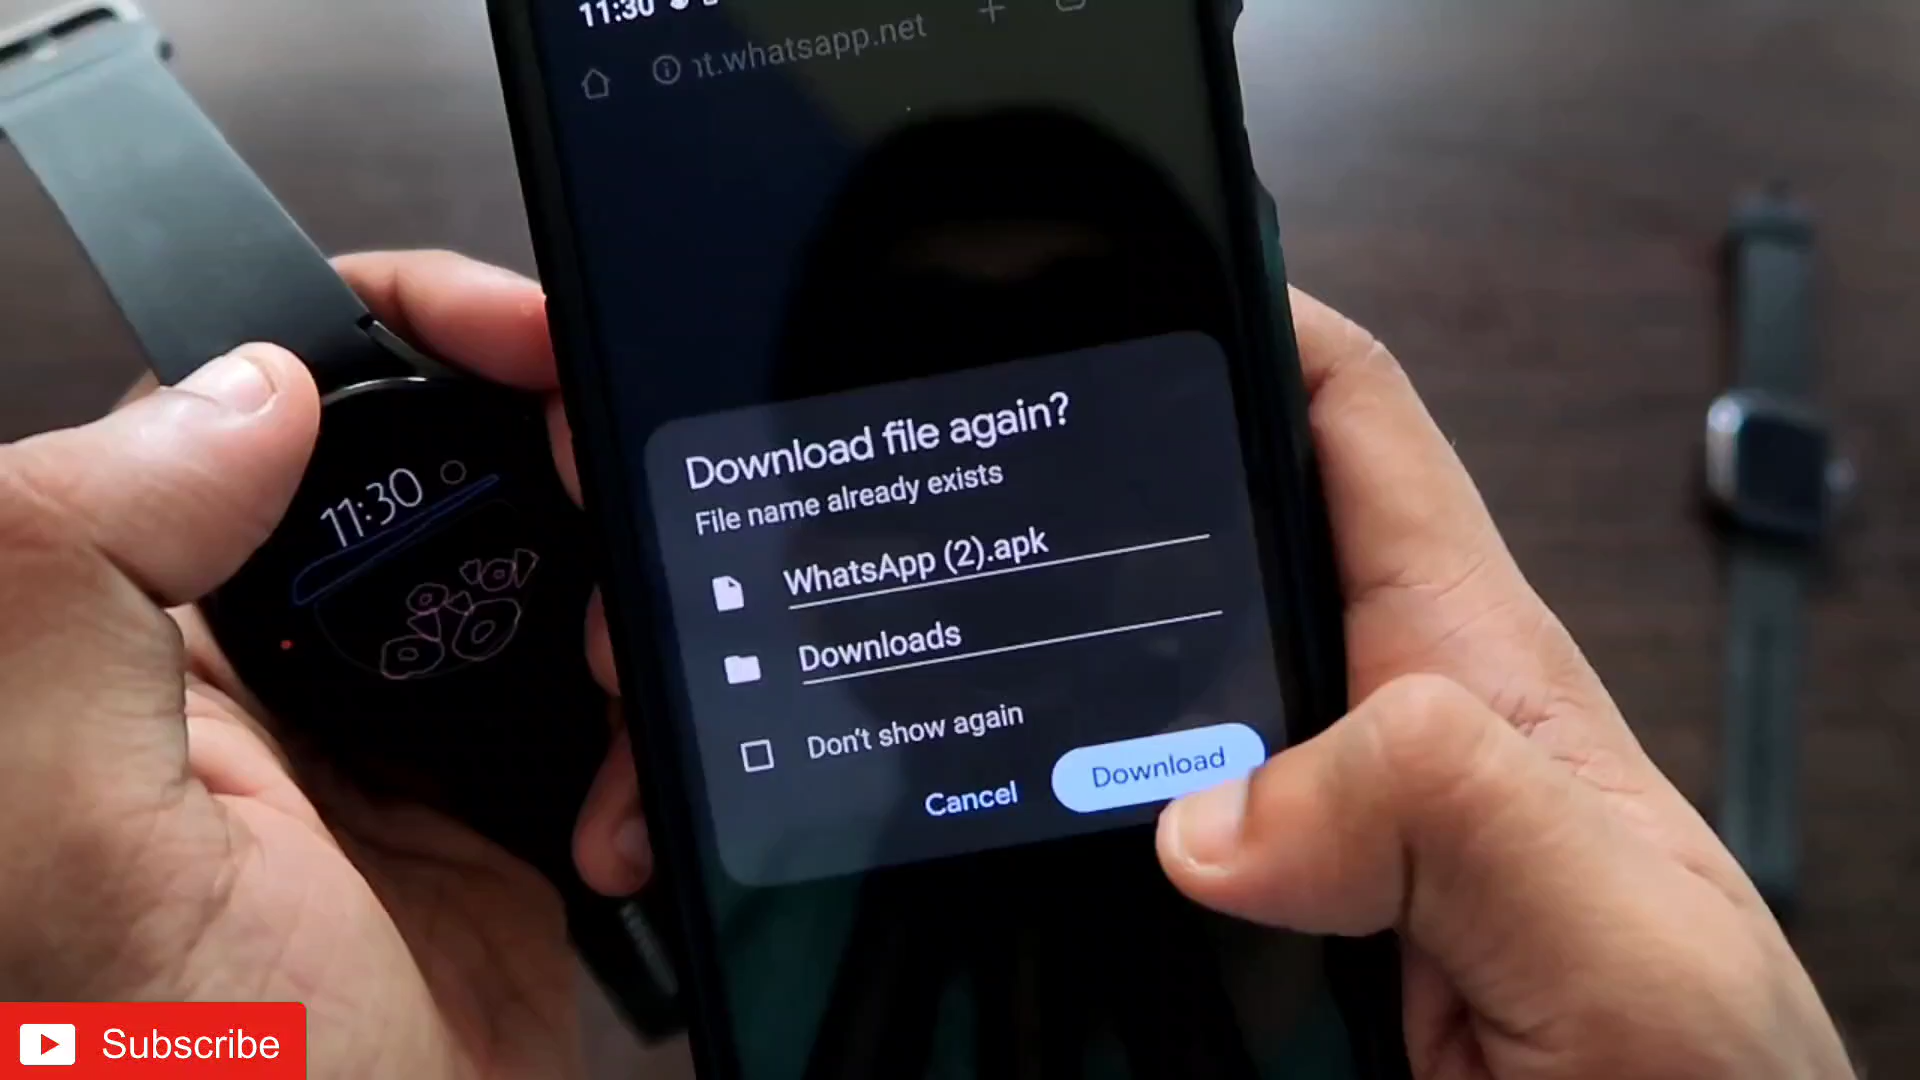 11:30
nt.whatsapp.net
Download file again?
File name already exists
WhatsApp (2).apk
Downloads
Don't show again
Cancel
Download
11:30
Subscribe